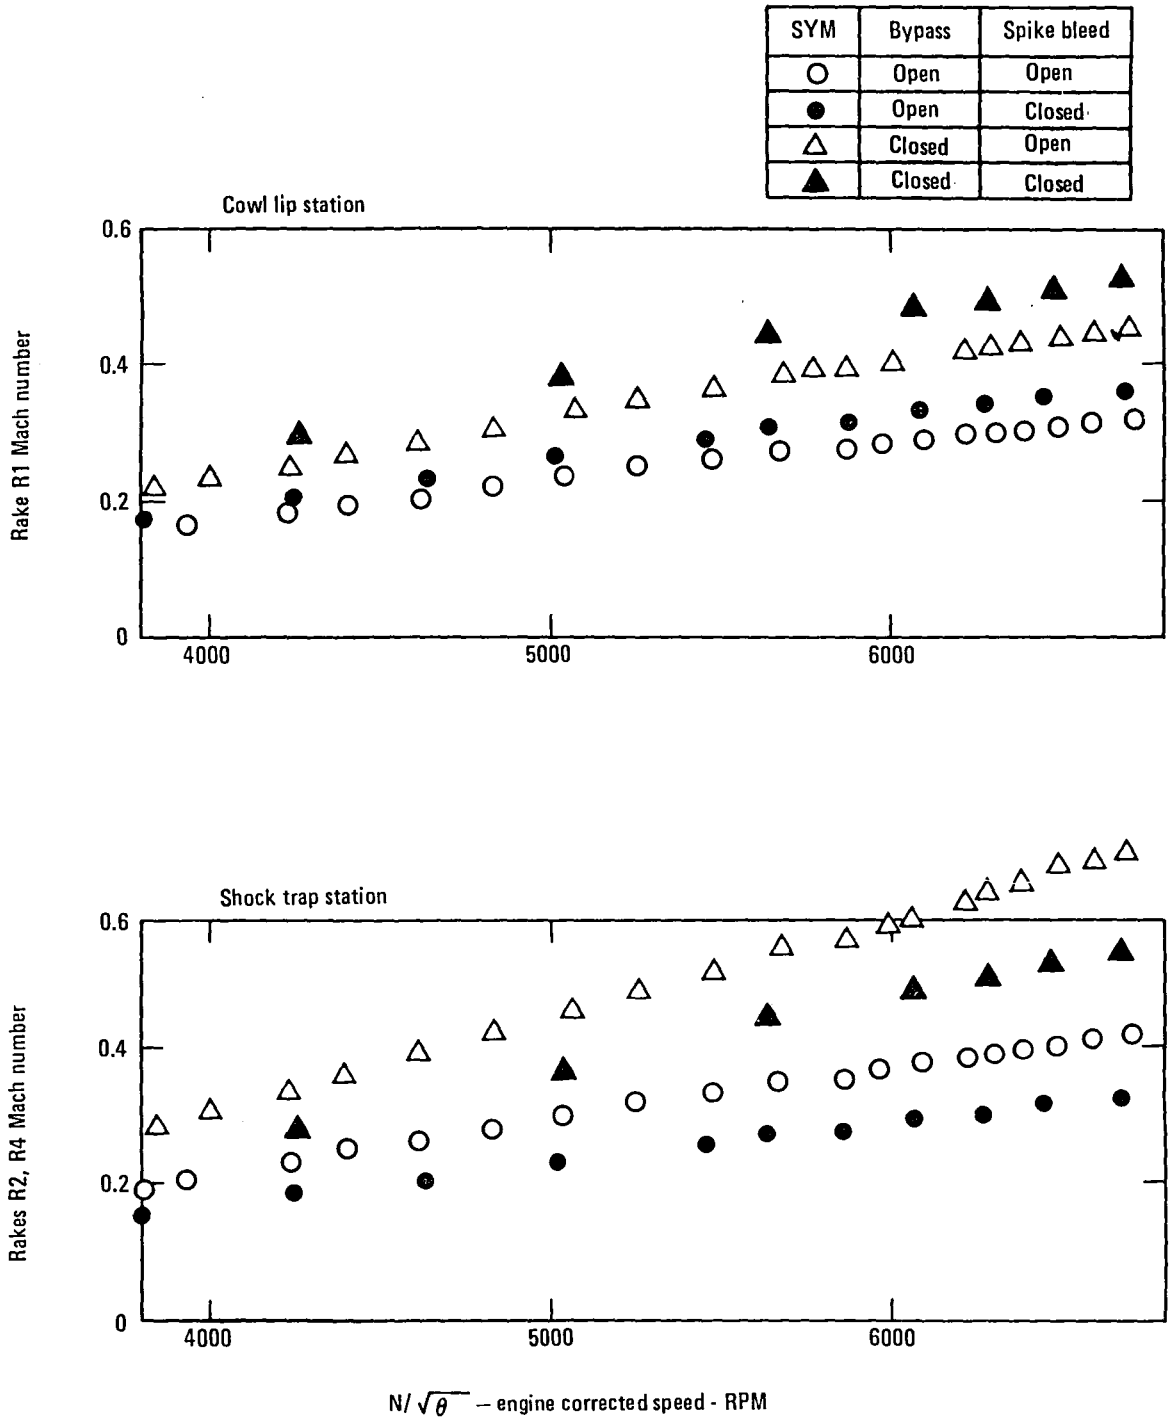 SYM Bypass Spike bleed
Open Open
Open Closed
Closed Open
Closed Closed
Cowl lip station
0.6
0.4
0.2
0
4000 5000 6000
Rake R1 Mach number
Shock trap station
0.6
0.4
0.2
0
4000 5000 6000
Rakes R2, R4 Mach number
N/ √θ – engine corrected speed - RPM